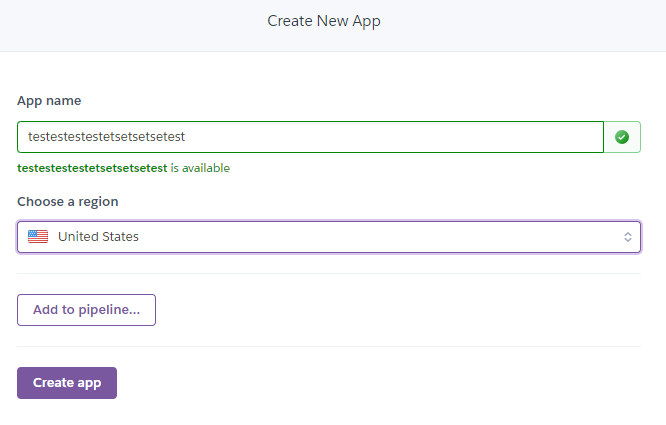 Create New App
App name
testestestestetsetsetsetest
testestestestetsetsetsetest is available
Choose a region
United States
Add to pipeline...
Create app